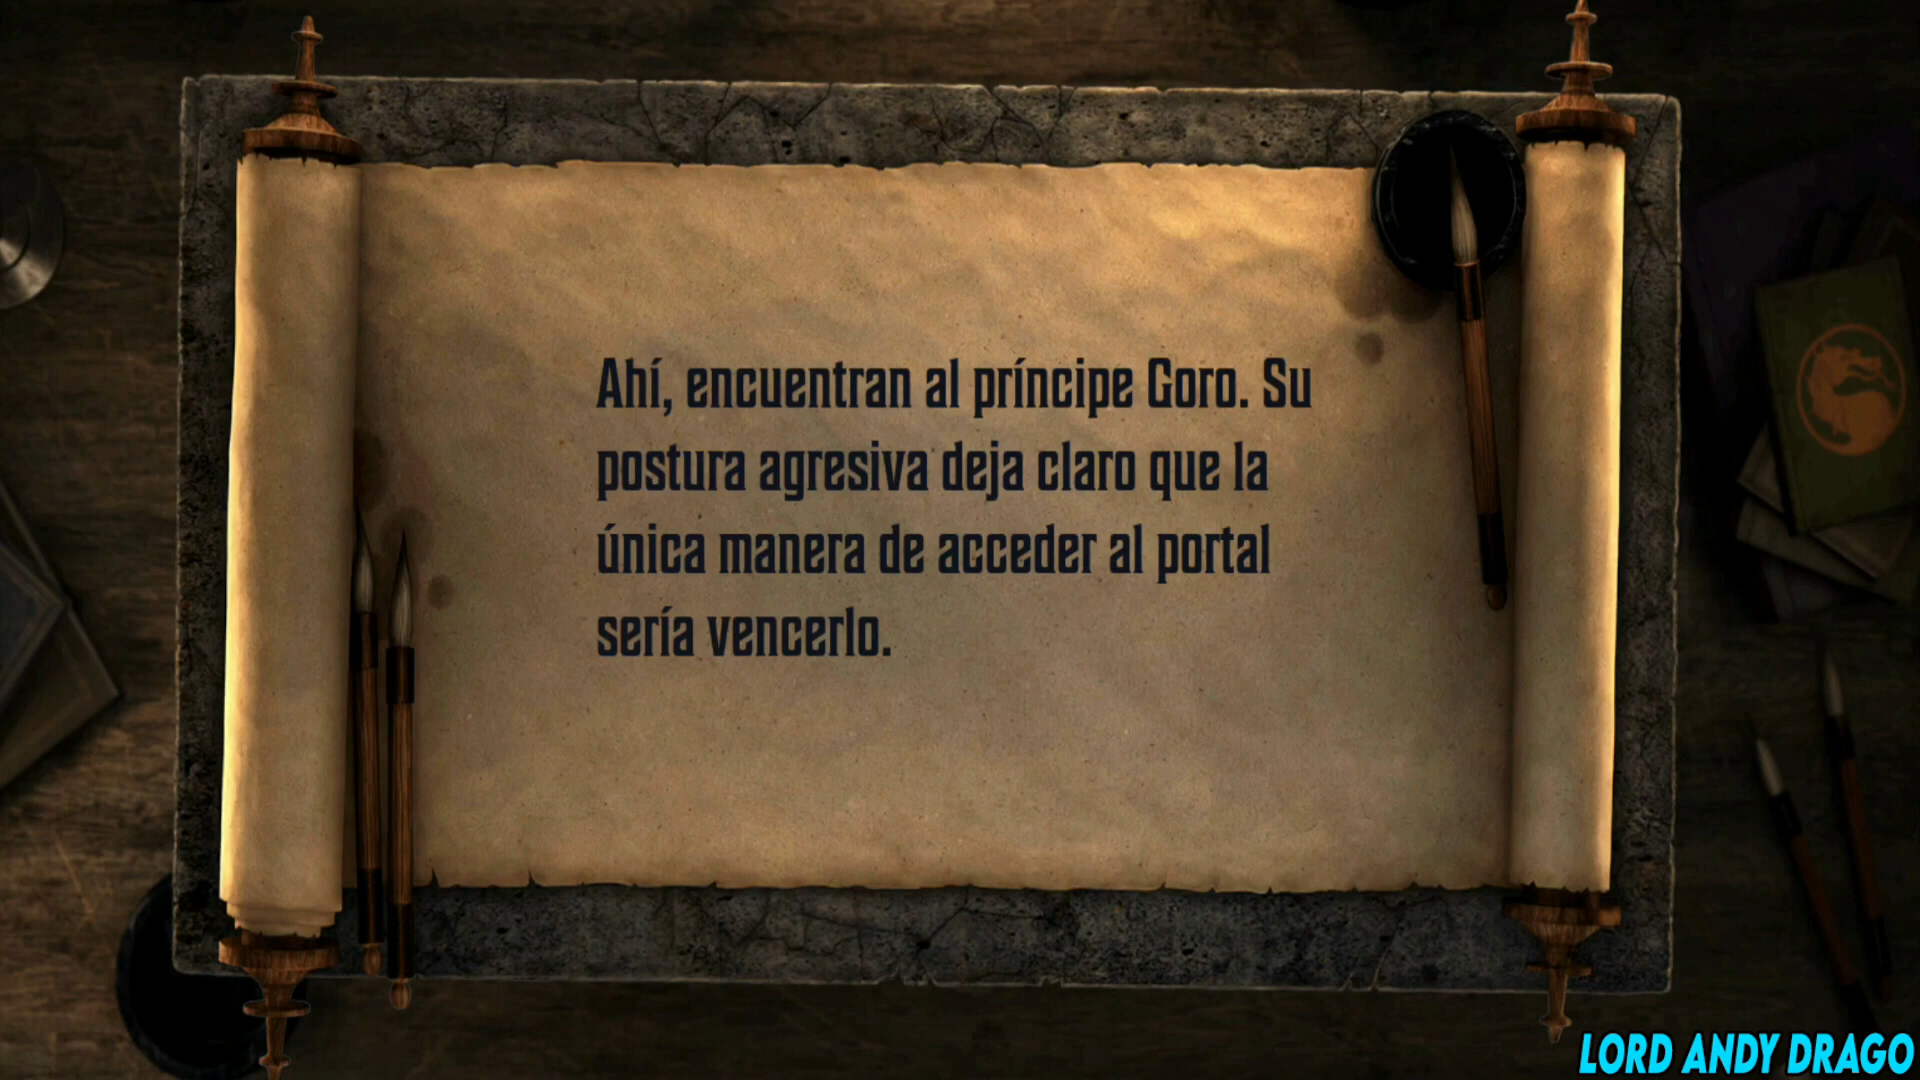 Ahí, encuentran al príncipe Goro. Su
postura agresiva deja claro que la
única manera de acceder al portal
sería vencerlo.
LORD ANDY DRAGO